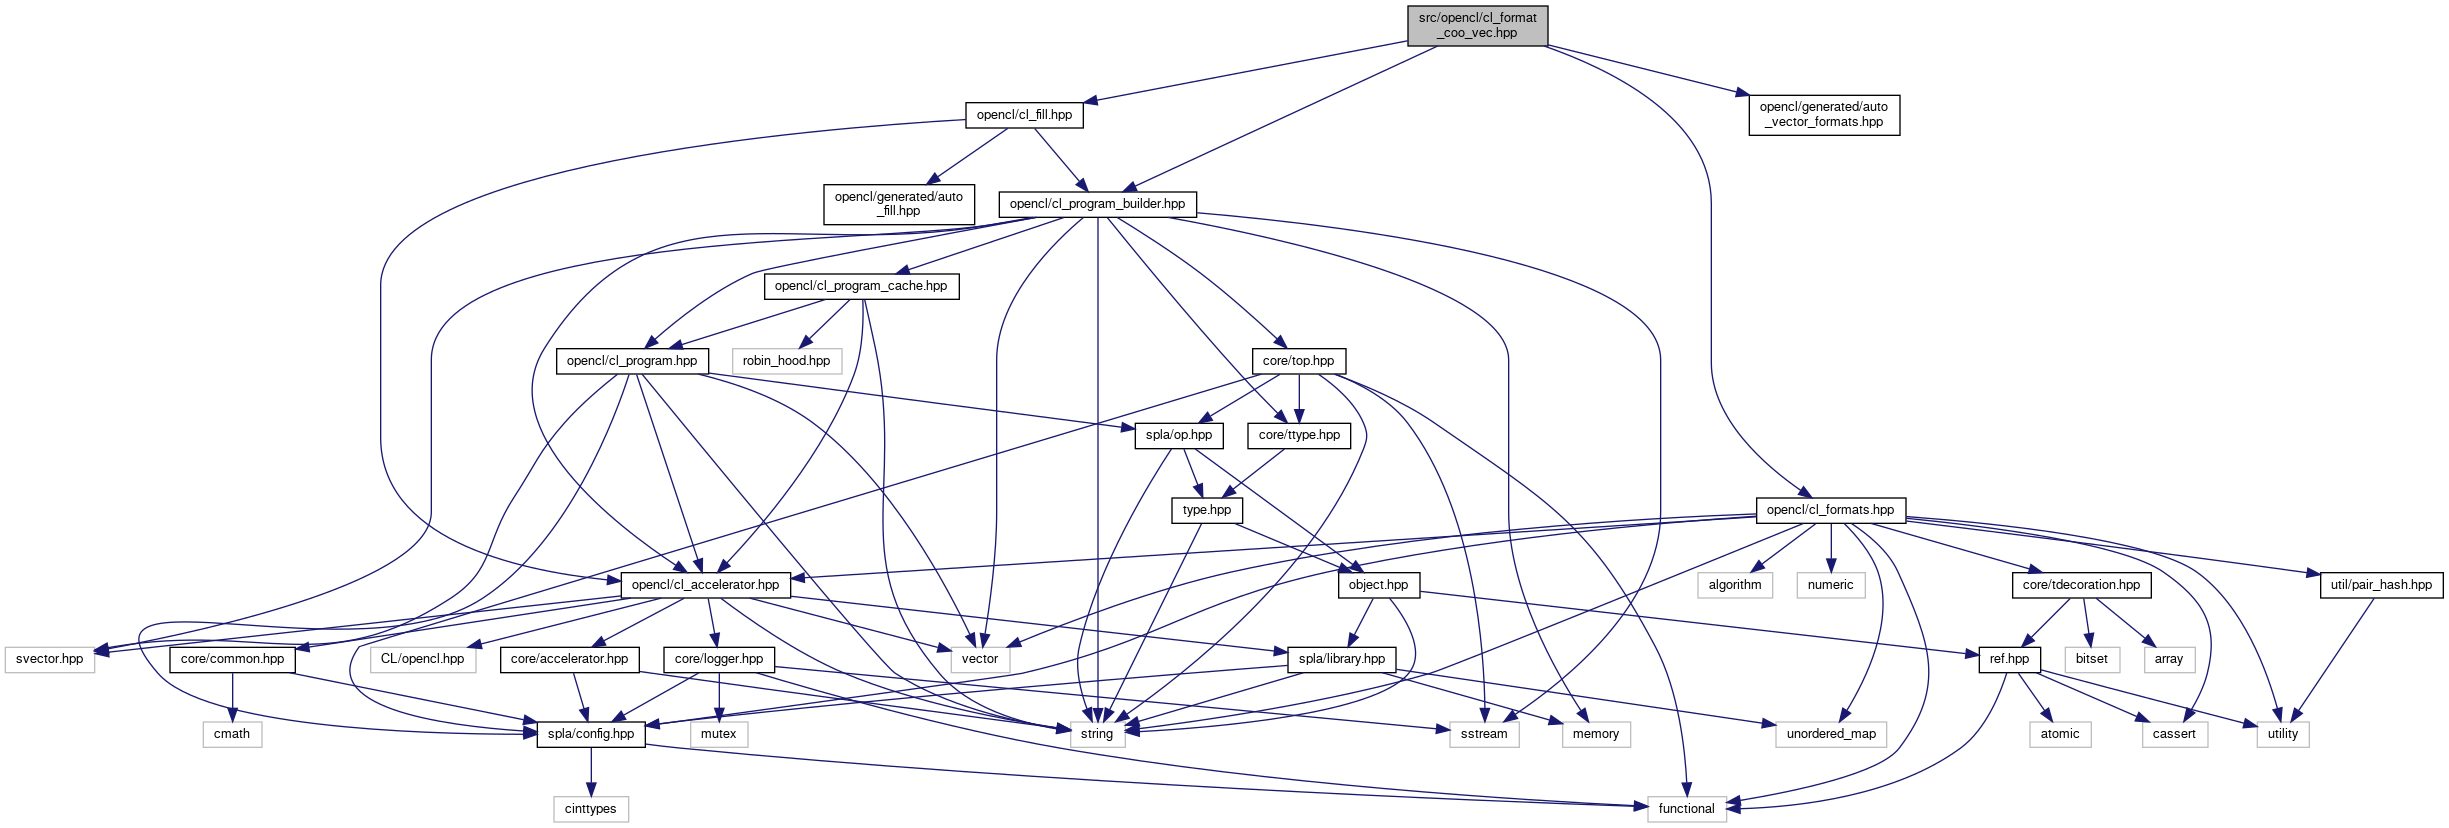 src/opencl/cl_format
_coo_vec.hpp
opencl/cl_fill.hpp
opencl/generated/auto
_vector_formats.hpp
opencl/generated/auto
_fill.hpp
opencl/cl_program_builder.hpp
opencl/cl_program_cache.hpp
opencl/cl_program.hpp
robin_hood.hpp
core/top.hpp
spla/op.hpp
core/ttype.hpp
type.hpp
opencl/cl_formats.hpp
opencl/cl_accelerator.hpp
object.hpp
algorithm
numeric
core/tdecoration.hpp
util/pair_hash.hpp
svector.hpp
core/common.hpp
CL/opencl.hpp
core/accelerator.hpp
core/logger.hpp
vector
spla/library.hpp
ref.hpp
bitset
array
cmath
spla/config.hpp
mutex
string
sstream
memory
unordered_map
atomic
cassert
utility
cinttypes
functional